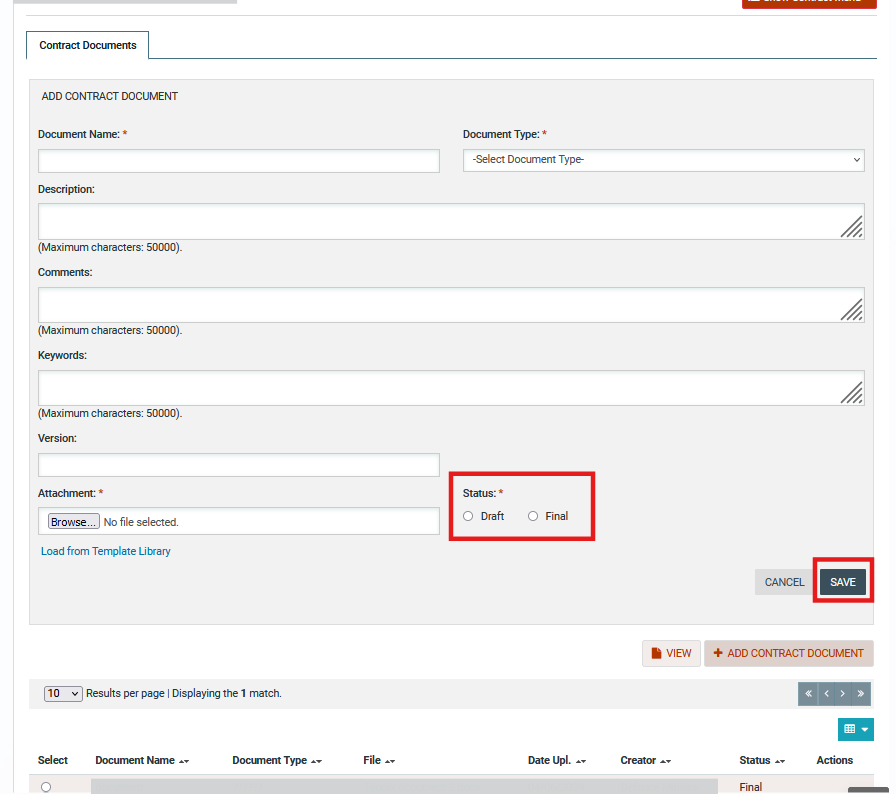 Show Contract Menu
Contract Documents
ADD CONTRACT DOCUMENT
Document Name: * Document Type: *
-Select Document Type-
Description:
(Maximum characters: 50000).
Comments:
(Maximum characters: 50000).
Keywords:
(Maximum characters: 50000).
Version:
Attachment: * Status: *
Browse... No file selected. Draft Final
Load from Template Library
CANCEL SAVE
VIEW + ADD CONTRACT DOCUMENT
10 Results per page | Displaying the 1 match.
« ‹ › »
Select Document Name Document Type File Date Upl. Creator Status Actions
Final